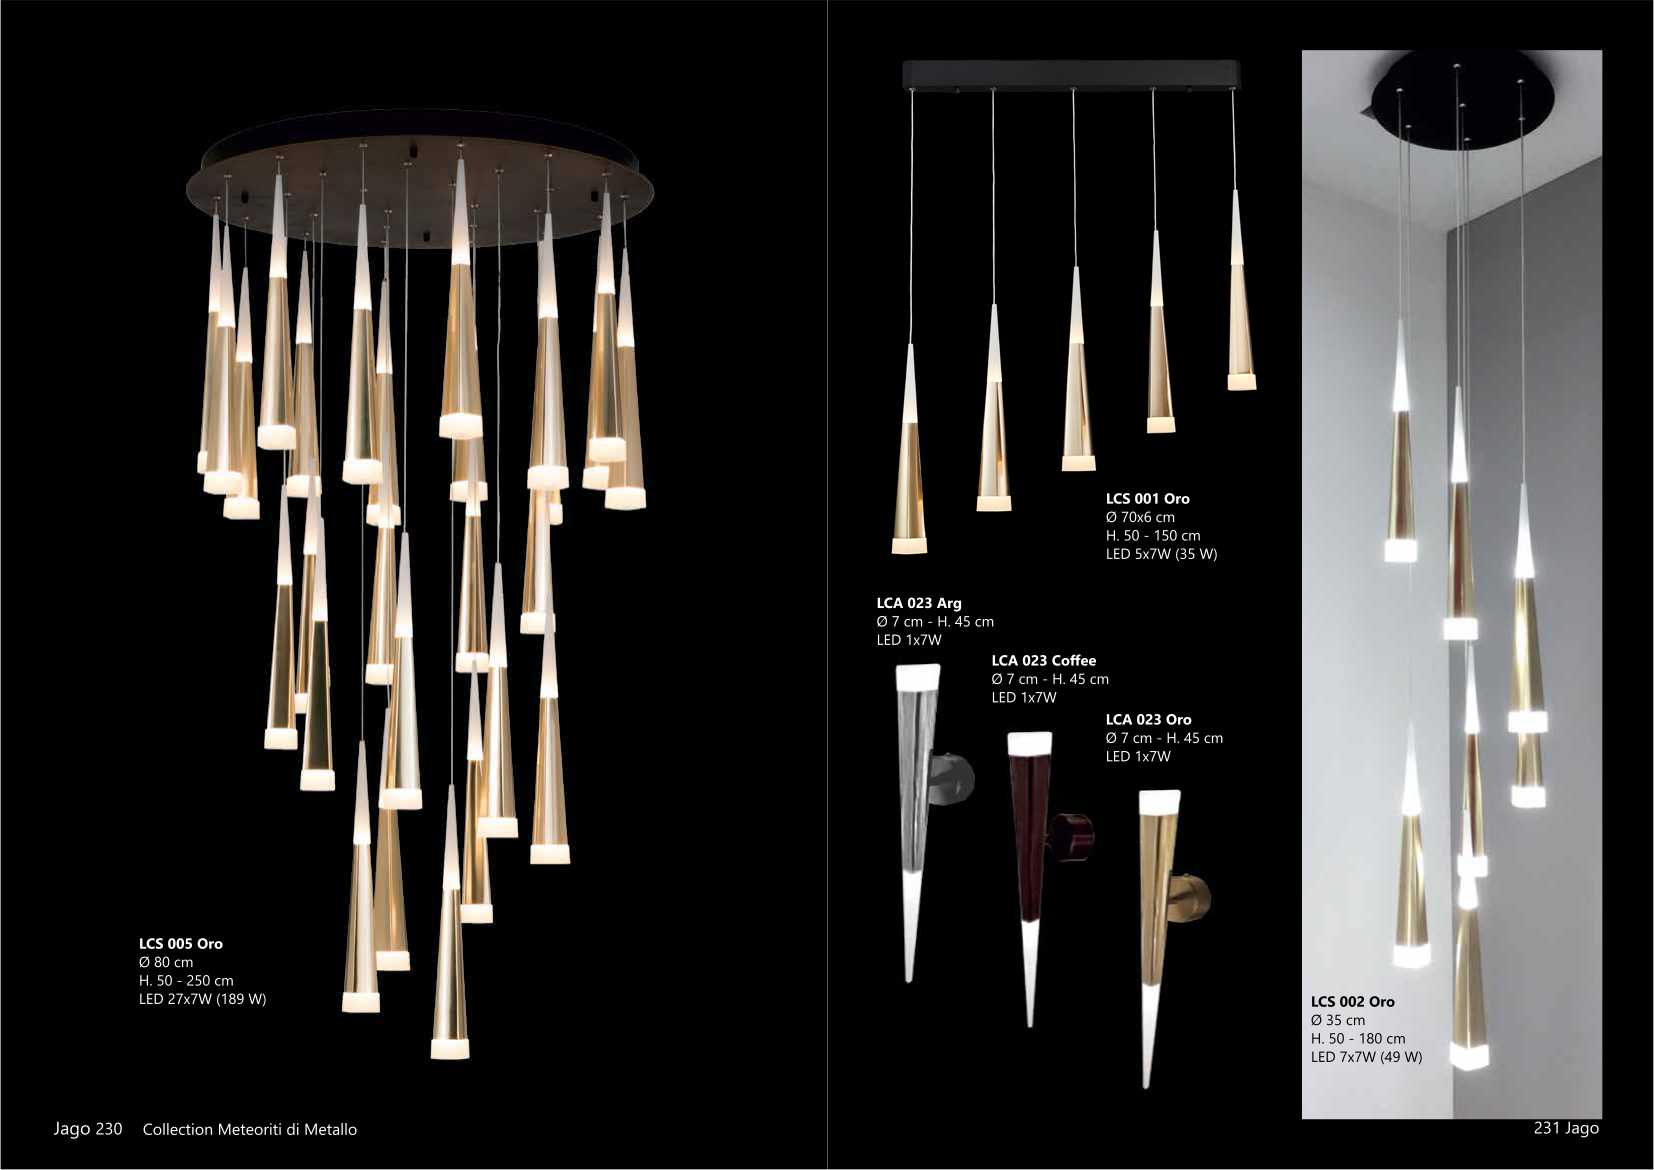 LCS 005 Oro
Ø 80 cm
H. 50 - 250 cm
LED 27x7W (189 W)
Jago 230 Collection Meteoriti di Metallo
LCS 001 Oro
Ø 70x6 cm
H. 50 - 150 cm
LED 5x7W (35 W)
LCA 023 Arg
Ø 7 cm - H. 45 cm
LED 1x7W
LCA 023 Coffee
Ø 7 cm - H. 45 cm
LED 1x7W
LCA 023 Oro
Ø 7 cm - H. 45 cm
LED 1x7W
LCS 002 Oro
Ø 35 cm
H. 50 - 180 cm
LED 7x7W (49 W)
231 Jago